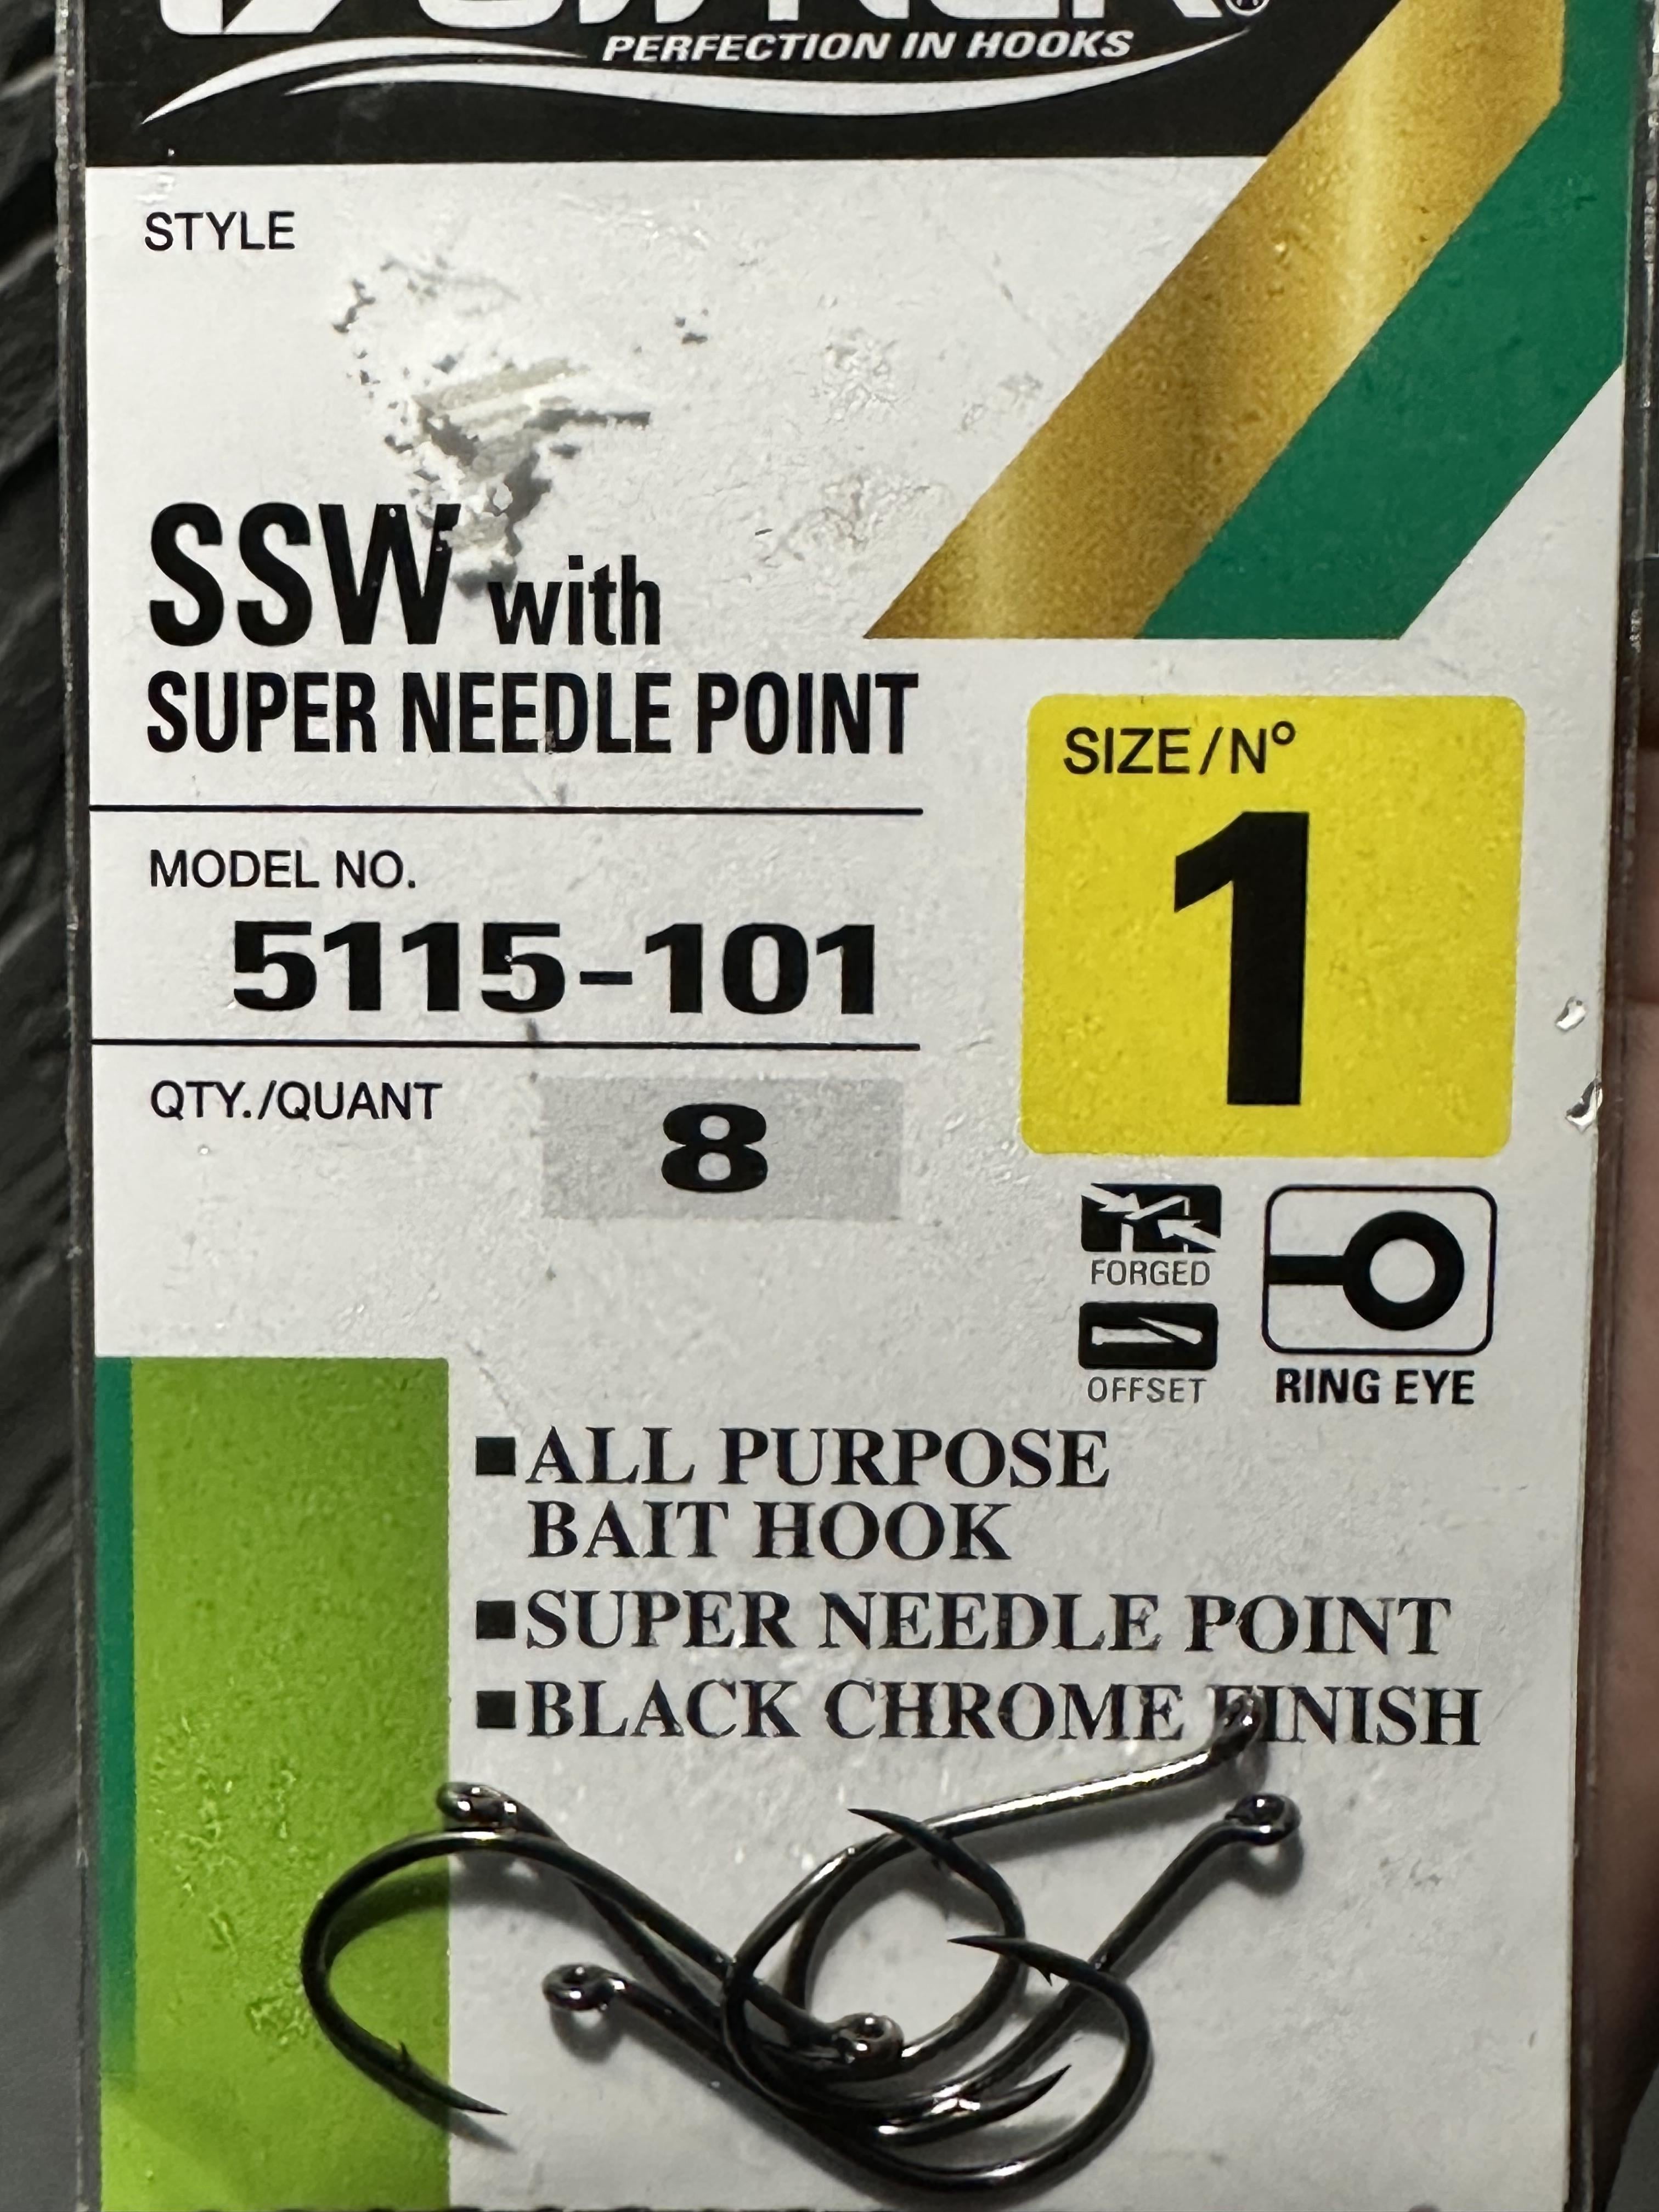 PERFECTION IN HOOKS
STYLE
SSW with
SUPER NEEDLE POINT
SIZE/Nº
1
MODEL NO.
5115-101
QTY./QUANT
8
FORGED
OFFSET
RING EYE
■ALL PURPOSE
BAIT HOOK
■SUPER NEEDLE POINT
■BLACK CHROME FINISH